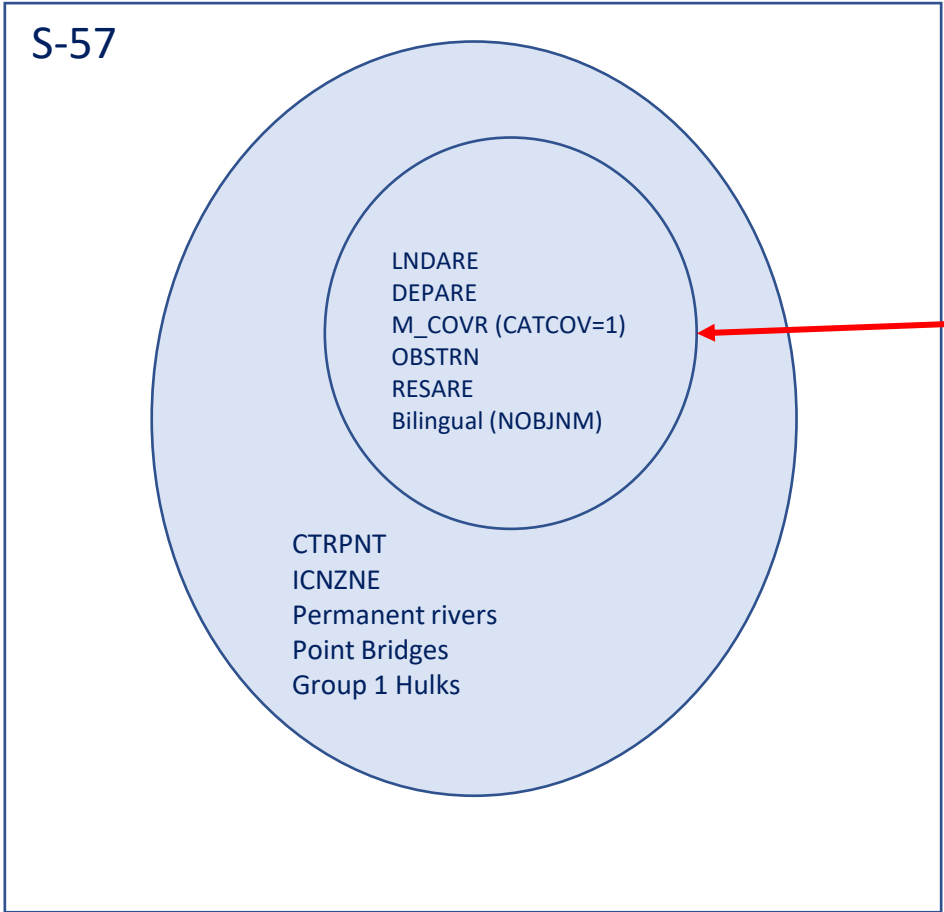 S-57
LNDARE
DEPARE
M_COVR (CATCOV=1)
OBSTRN
RESARE
Bilingual (NOBJNM)
CTRPNT
ICNZNE
Permanent rivers
Point Bridges
Group 1 Hulks